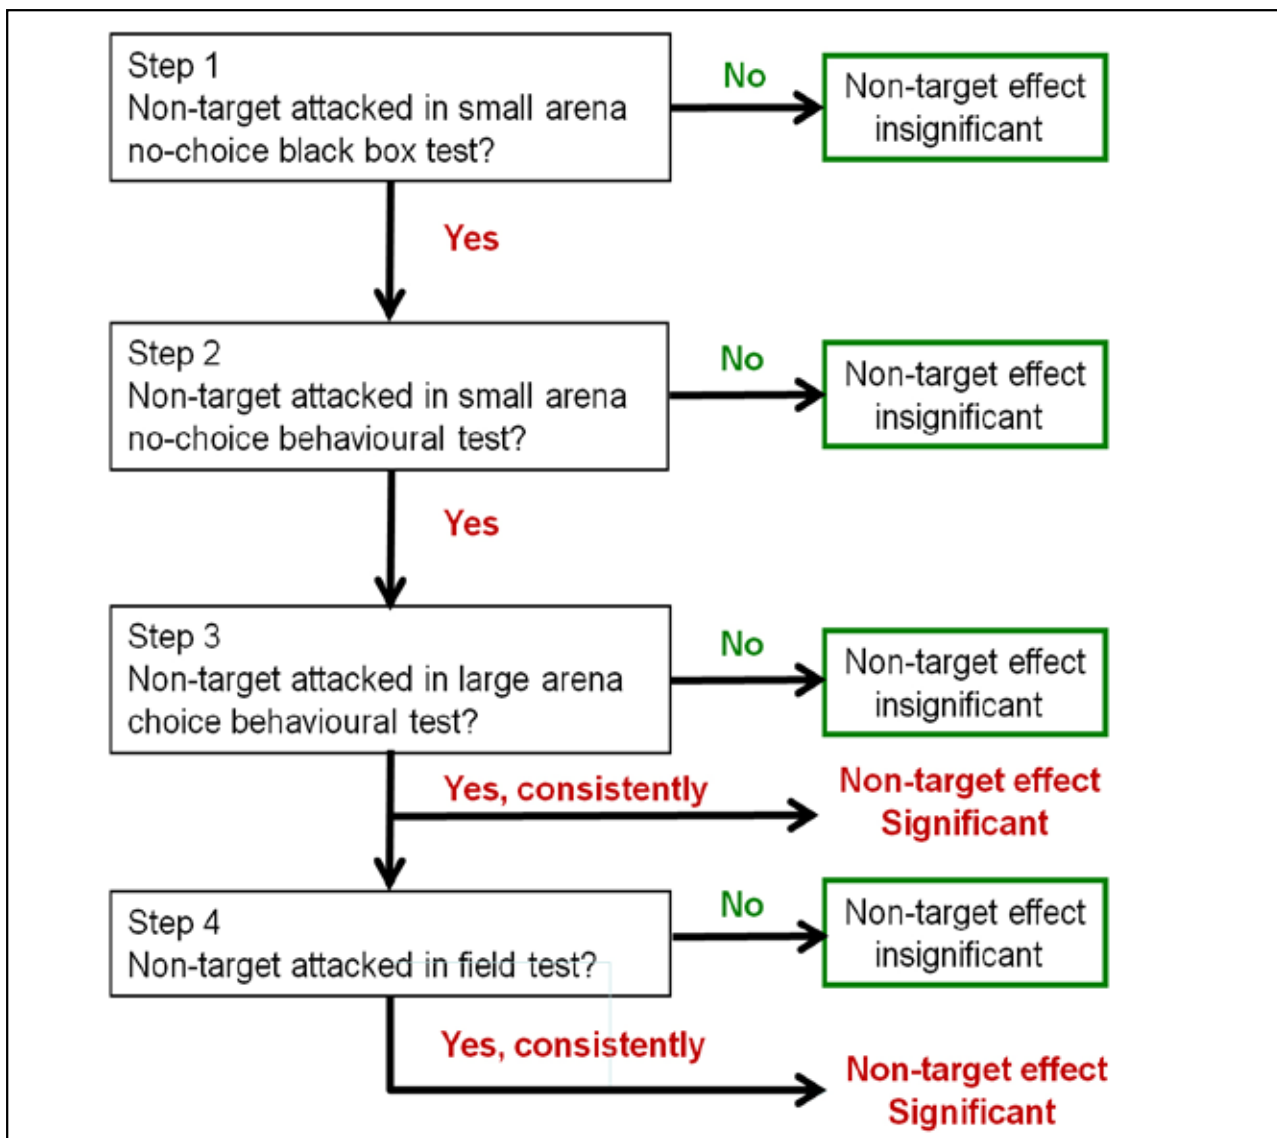 Step 1
Non-target attacked in small arena
no-choice black box test?
No
Non-target effect
insignificant
Yes
Step 2
Non-target attacked in small arena
no-choice behavioural test?
No
Non-target effect
insignificant
Yes
Step 3
Non-target attacked in large arena
choice behavioural test?
No
Non-target effect
insignificant
Yes, consistently
Non-target effect
Significant
Step 4
Non-target attacked in field test?
No
Non-target effect
insignificant
Yes, consistently
Non-target effect
Significant